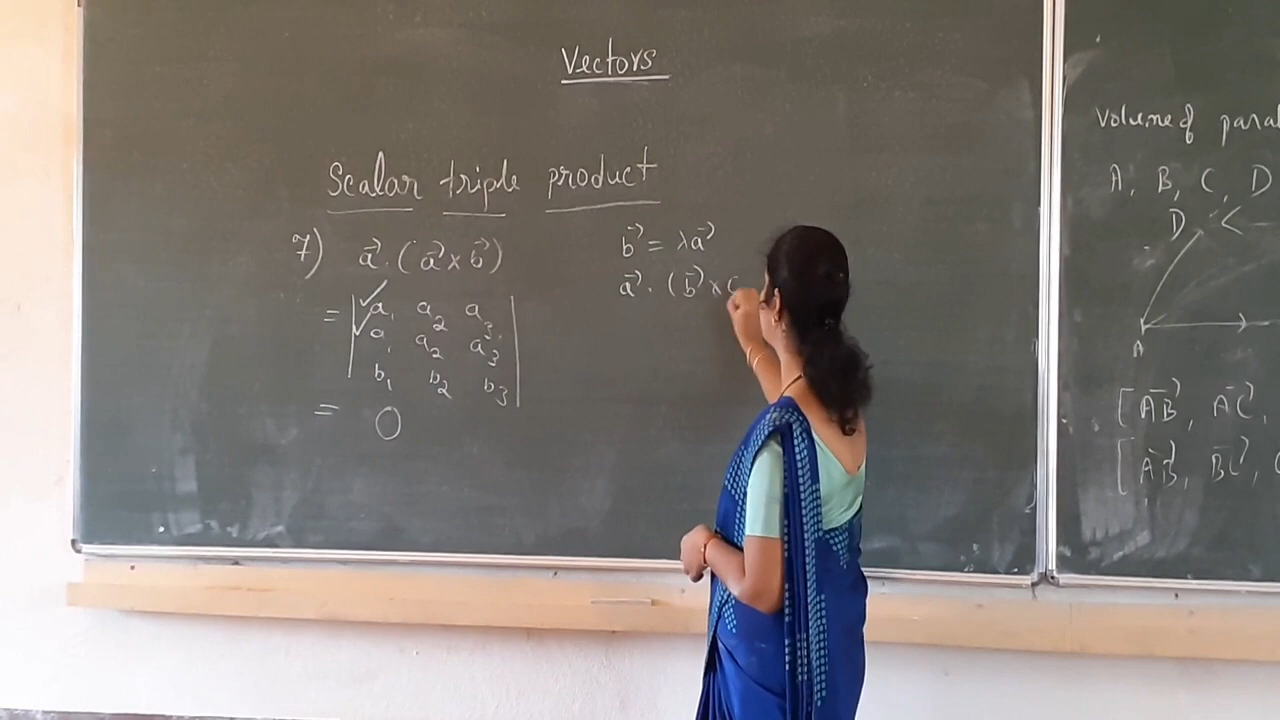 Vectors
Scalar triple product
7) a⃗ · (a⃗ × b⃗)
= | a₁ a₂ a₃ |
| a₁ a₂ a₃ |
| b₁ b₂ b₃ |
= 0
b⃗ = λa⃗
a⃗ · (b⃗ × c
Volume of
A, B, C, D
D
A
[AB⃗, AC⃗,
[AB⃗, BC⃗,